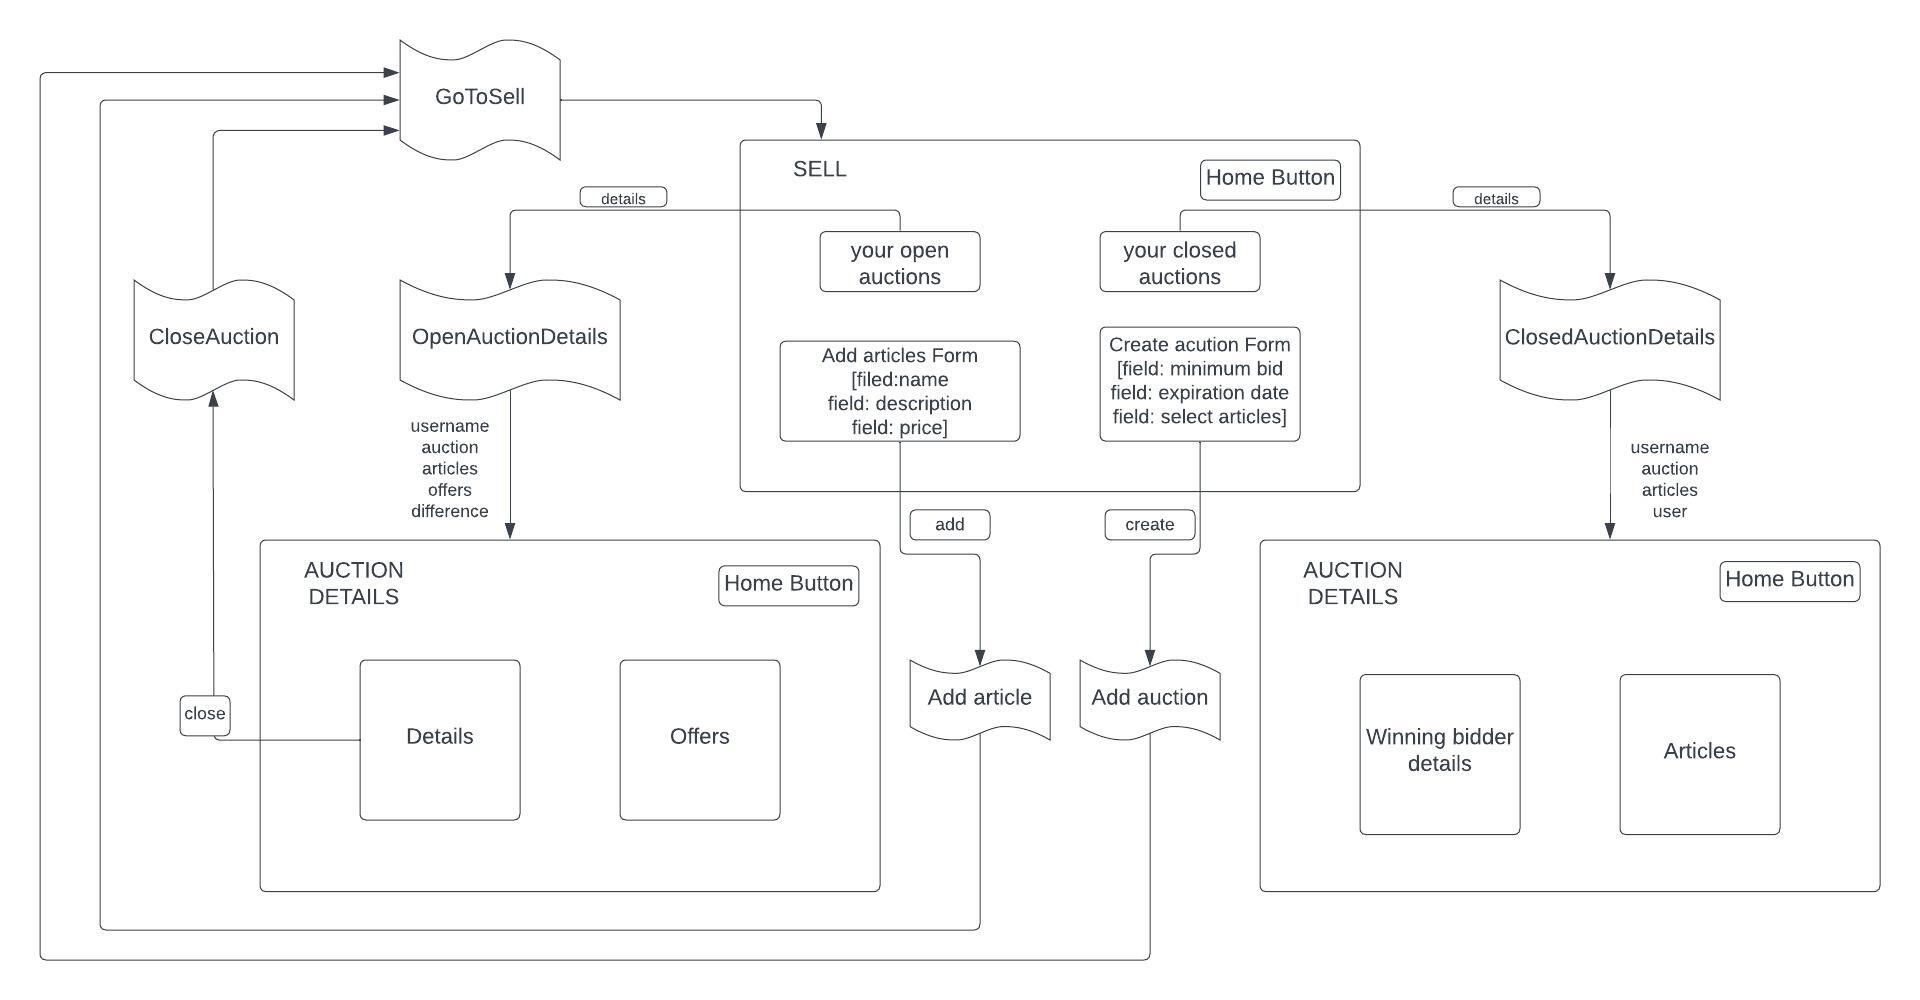 GoToSell
SELL
Home Button
details
details
your open
auctions
your closed
auctions
CloseAuction
OpenAuctionDetails
ClosedAuctionDetails
Add articles Form
[filed:name
field: description
field: price]
Create acution Form
[field: minimum bid
field: expiration date
field: select articles]
username
auction
articles
offers
difference
username
auction
articles
user
add
create
AUCTION
DETAILS
Home Button
AUCTION
DETAILS
Home Button
close
Details
Offers
Add article
Add auction
Winning bidder
details
Articles